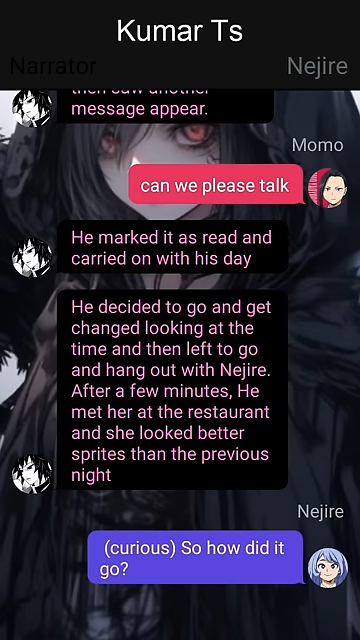 Kumar Ts
Narrator
Nejire
then saw another
message appear.
Momo
can we please talk
He marked it as read and
carried on with his day
He decided to go and get
changed looking at the
time and then left to go
and hang out with Nejire.
After a few minutes, He
met her at the restaurant
and she looked better
sprites than the previous
night
Nejire
(curious) So how did it
go?